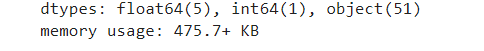 dtypes: float64(5), int64(1), object(51)
memory usage: 475.7+ KB